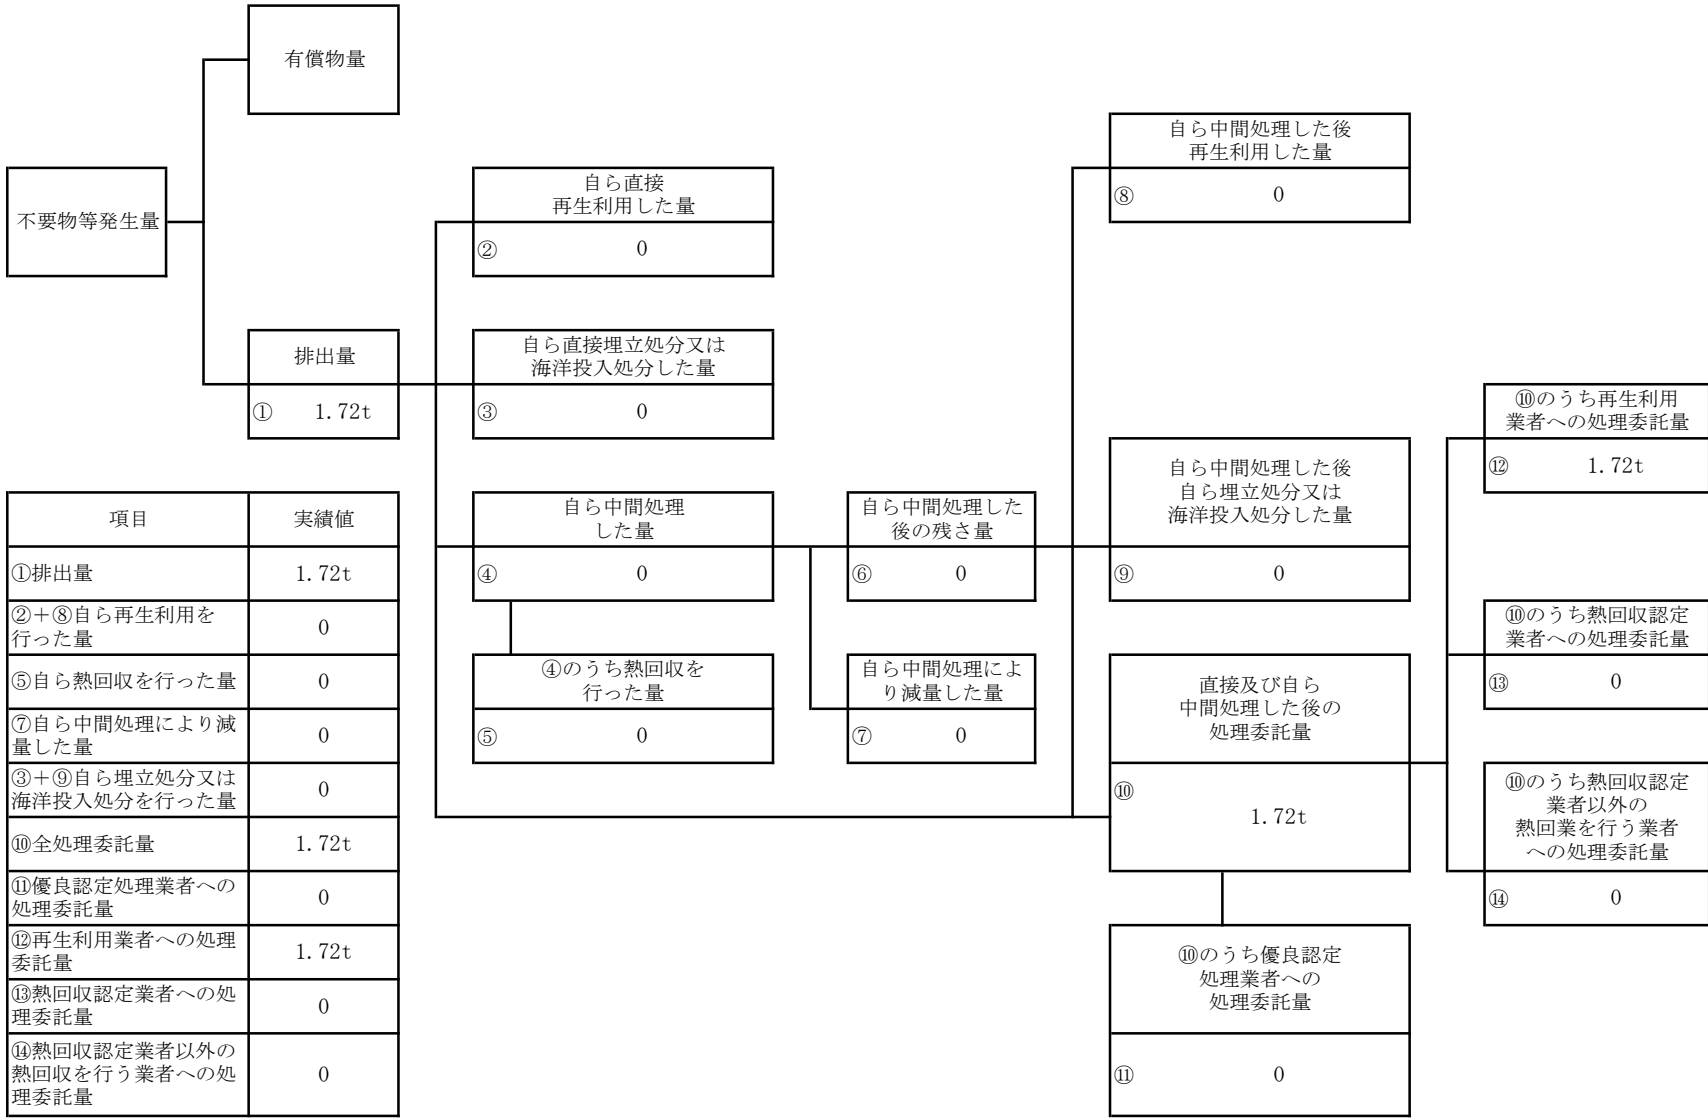 有償物量
不要物等発生量
排出量
① 1.72t
自ら直接
再生利用した量
② 0
自ら直接埋立処分又は
海洋投入処分した量
③ 0
自ら中間処理
した量
④ 0
④のうち熱回収を
行った量
⑤ 0
自ら中間処理した
後の残さ量
⑥ 0
自ら中間処理によ
り減量した量
⑦ 0
自ら中間処理した後
再生利用した量
⑧ 0
自ら中間処理した後
自ら埋立処分又は
海洋投入処分した量
⑨ 0
直接及び自ら
中間処理した後の
処理委託量
⑩
1.72t
⑩のうち優良認定
処理業者への
処理委託量
⑪ 0
⑩のうち再生利用
業者への処理委託量
⑫ 1.72t
⑩のうち熱回収認定
業者への処理委託量
⑬ 0
⑩のうち熱回収認定
業者以外の
熱回業を行う業者
への処理委託量
⑭ 0
項目 実績値
①排出量 1.72t
②＋⑧自ら再生利用を
行った量 0
⑤自ら熱回収を行った量 0
⑦自ら中間処理により減
量した量 0
③＋⑨自ら埋立処分又は
海洋投入処分を行った量 0
⑩全処理委託量 1.72t
⑪優良認定処理業者への
処理委託量 0
⑫再生利用業者への処理
委託量 1.72t
⑬熱回収認定業者への処
理委託量 0
⑭熱回収認定業者以外の
熱回収を行う業者への処
理委託量 0